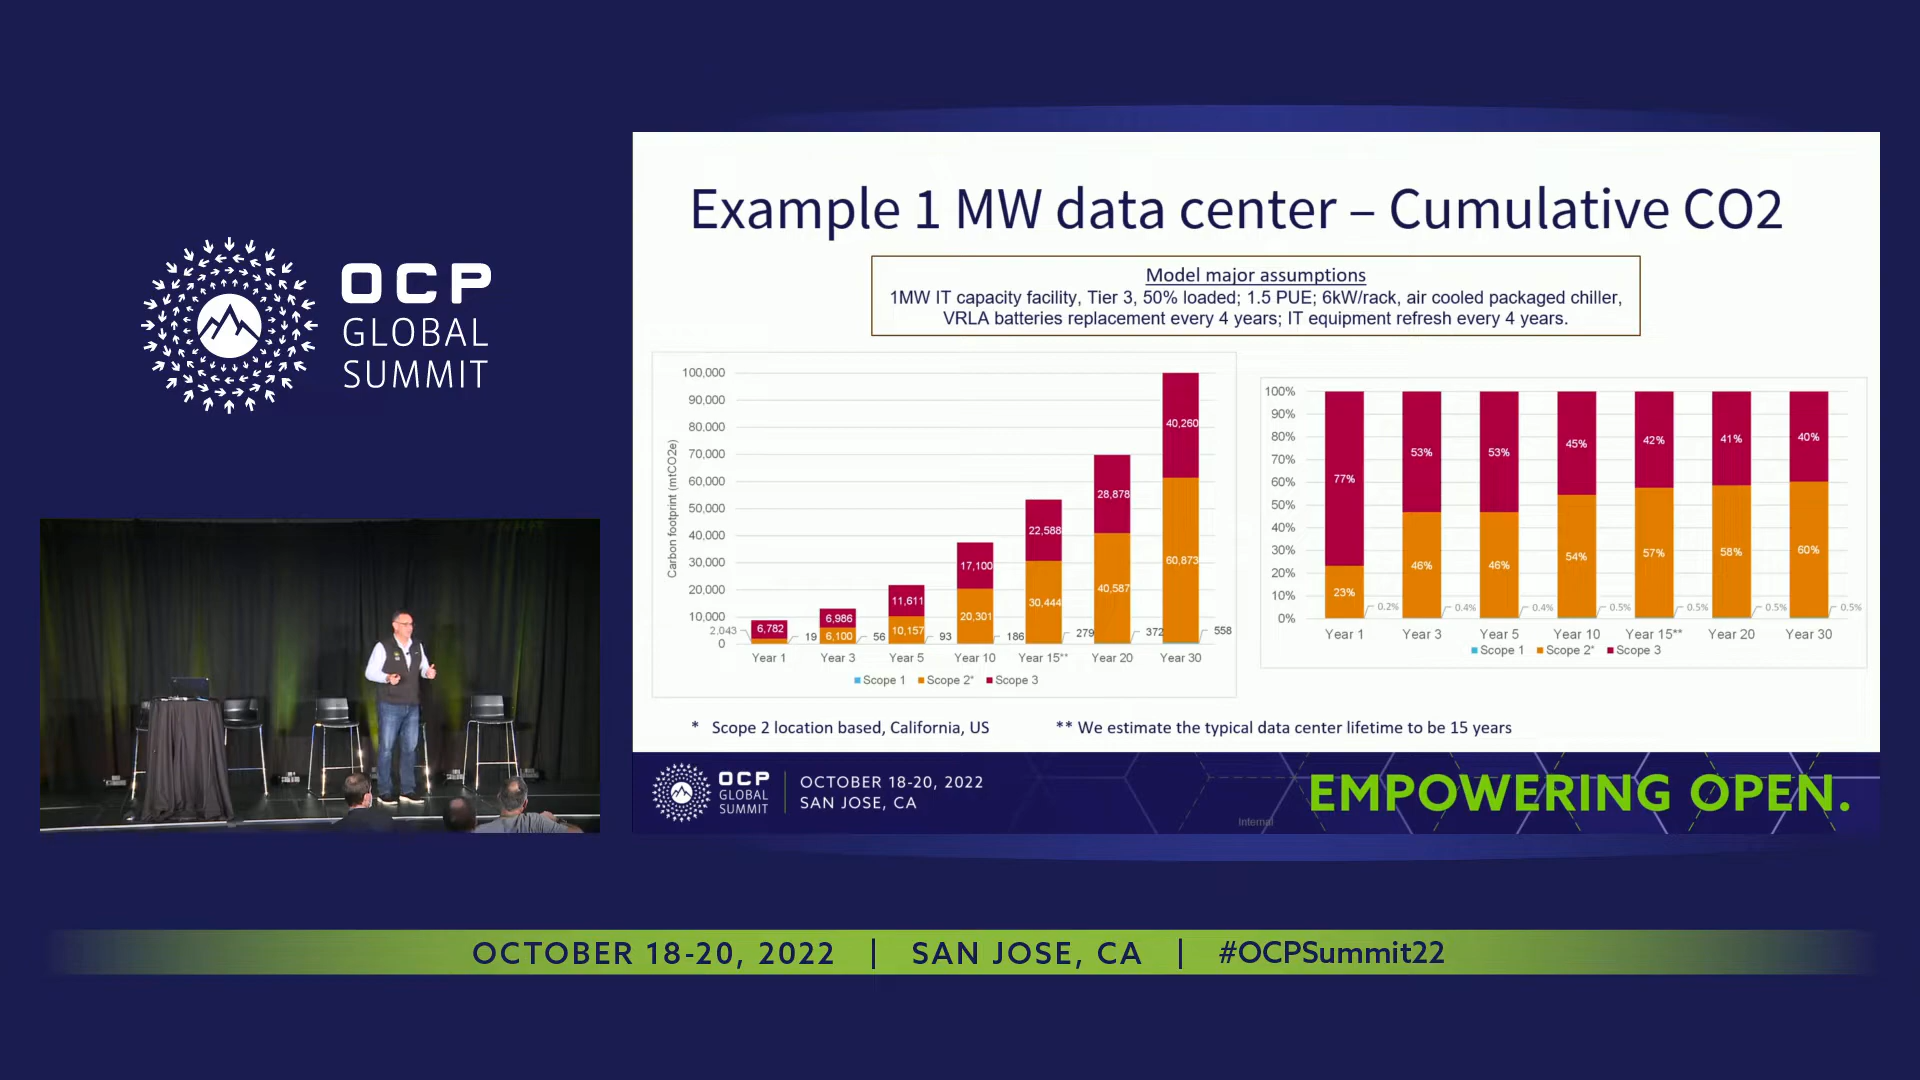 OCP
GLOBAL
SUMMIT
Example 1 MW data center – Cumulative CO2
Model major assumptions
1MW IT capacity facility, Tier 3, 50% loaded; 1.5 PUE; 6kW/rack, air cooled packaged chiller,
VRLA batteries replacement every 4 years; IT equipment refresh every 4 years.
Carbon footprint (mtCO2e)
100,000
90,000
80,000
70,000
60,000
50,000
40,000
30,000
20,000
10,000
0
2,043
6,782
19
6,986
6,100
56
11,611
10,157
93
17,100
20,301
186
22,588
30,444
279
28,878
40,587
372
40,260
60,873
558
Year 1 Year 3 Year 5 Year 10 Year 15** Year 20 Year 30
Scope 1 Scope 2* Scope 3
100%
90%
80%
70%
60%
50%
40%
30%
20%
10%
0%
77%
23%
0.2%
53%
46%
0.4%
53%
46%
0.4%
45%
54%
0.5%
42%
57%
0.5%
41%
58%
0.5%
40%
60%
0.5%
Year 1 Year 3 Year 5 Year 10 Year 15** Year 20 Year 30
Scope 1 Scope 2* Scope 3
* Scope 2 location based, California, US
** We estimate the typical data center lifetime to be 15 years
OCP
GLOBAL
SUMMIT
OCTOBER 18-20, 2022
SAN JOSE, CA
EMPOWERING OPEN.
Internal
OCTOBER 18-20, 2022 | SAN JOSE, CA | #OCPSummit22